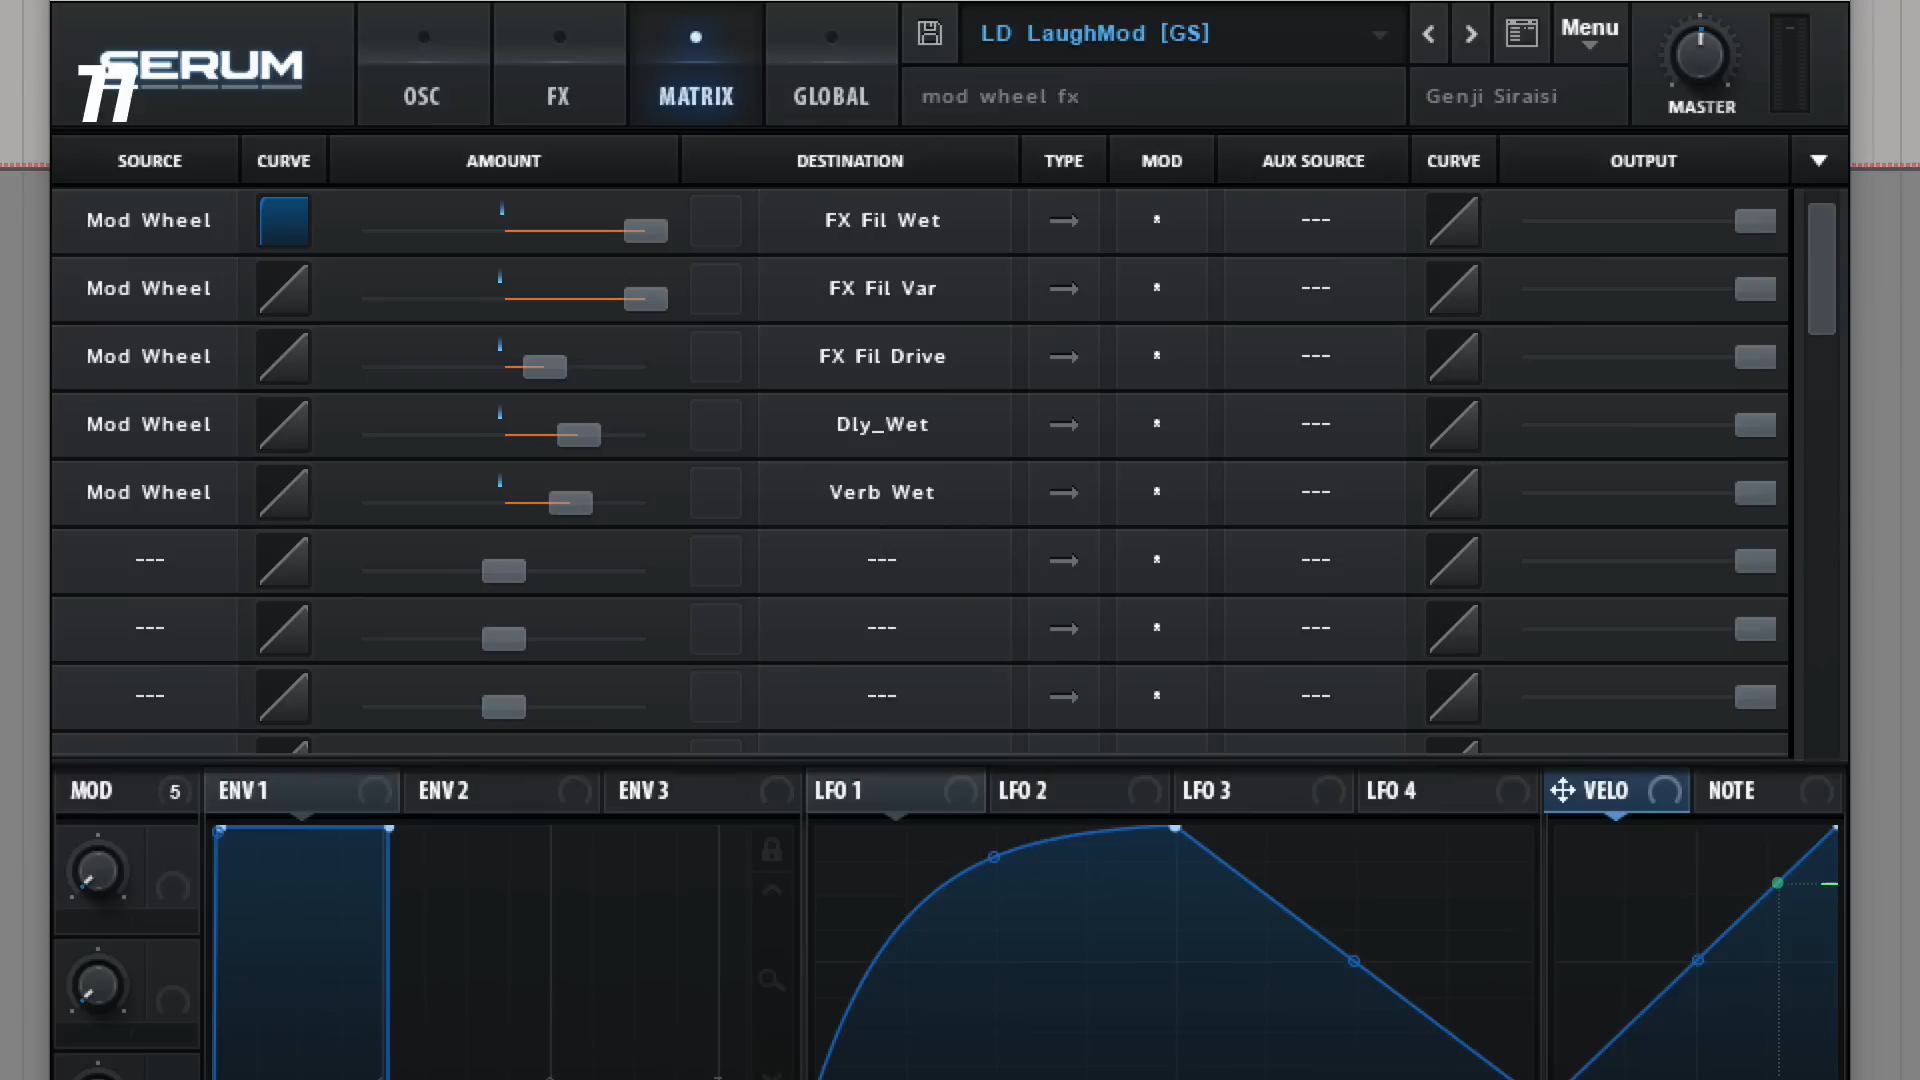 SERUM
OSC
FX
MATRIX
GLOBAL
LD LaughMod [GS]
Menu
mod wheel fx
Genji Siraisi
MASTER
SOURCE CURVE AMOUNT DESTINATION TYPE MOD AUX SOURCE CURVE OUTPUT
Mod Wheel FX Fil Wet * ---
Mod Wheel FX Fil Var * ---
Mod Wheel FX Fil Drive * ---
Mod Wheel Dly_Wet * ---
Mod Wheel Verb Wet * ---
--- --- * ---
--- --- * ---
--- --- * ---
MOD 5 ENV 1 ENV 2 ENV 3 LFO 1 LFO 2 LFO 3 LFO 4 VELO NOTE